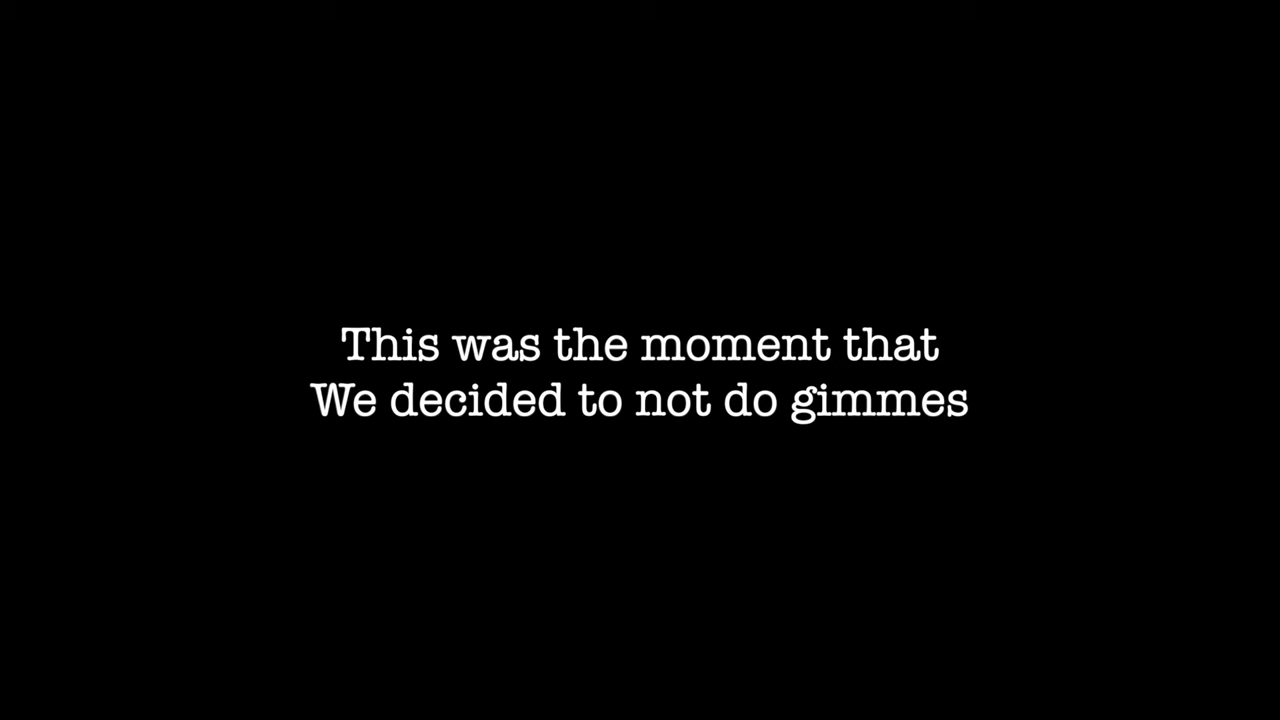 This was the moment that
We decided to not do gimmes